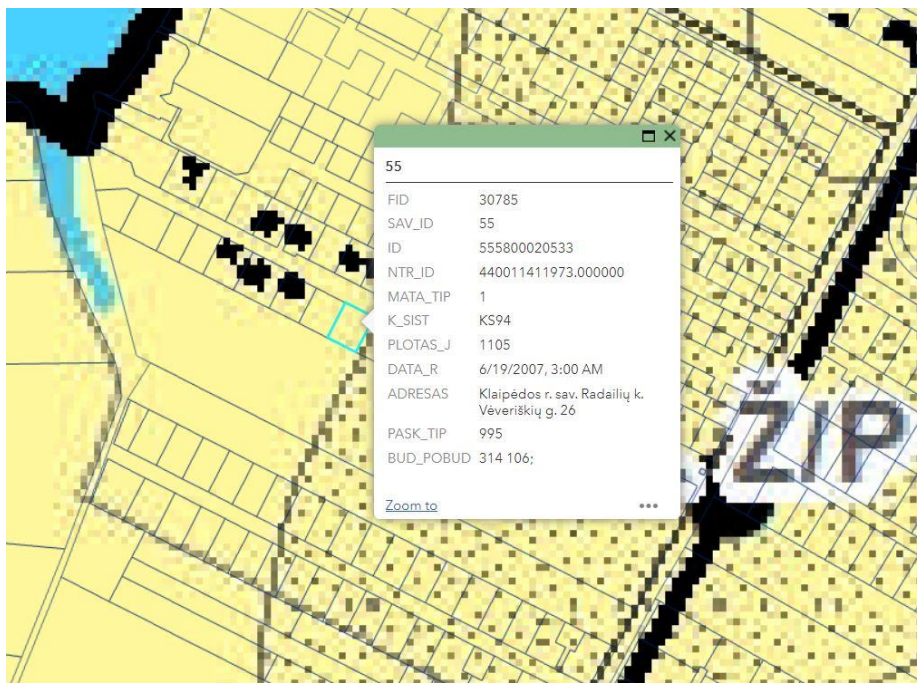 55
FID 30785
SAV_ID 55
ID 555800020533
NTR_ID 440011411973.000000
MATA_TIP 1
K_SIST KS94
PLOTAS_J 1105
DATA_R 6/19/2007, 3:00 AM
ADRESAS Klaipėdos r. sav. Radailių k.
Vėveriškių g. 26
PASK_TIP 995
BUD_POBUD 314 106;
Zoom to
ŽIP